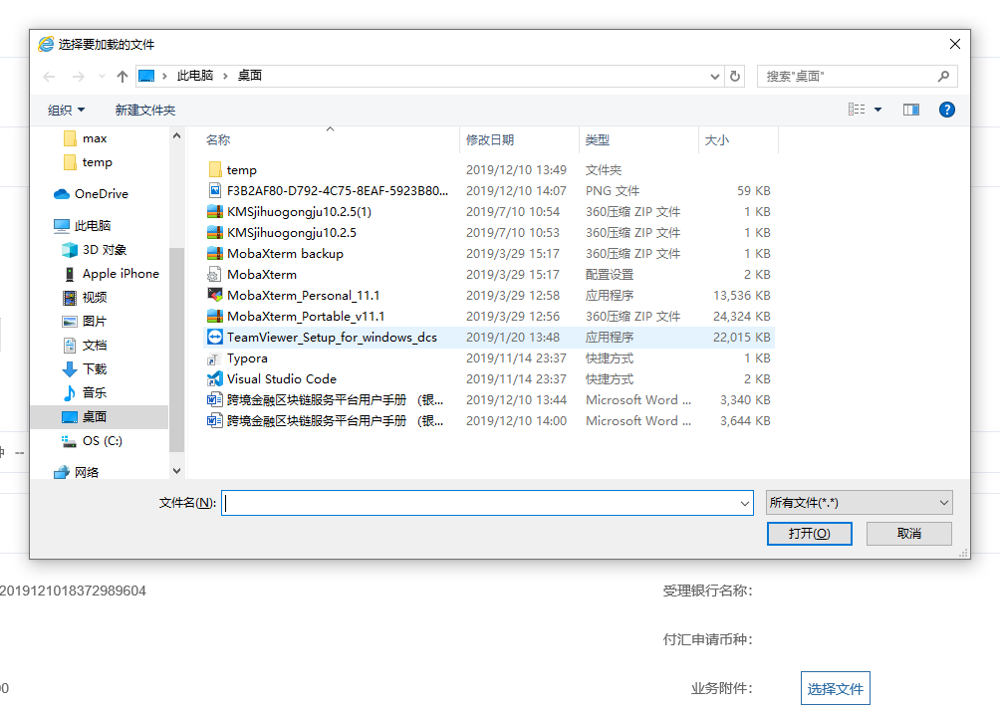 选择要加载的文件
此电脑 › 桌面
搜索"桌面"
组织
新建文件夹
max
temp
OneDrive
此电脑
3D 对象
Apple iPhone
视频
图片
文档
下载
音乐
桌面
OS (C:)
网络
名称 修改日期 类型 大小
temp 2019/12/10 13:49 文件夹
F3B2AF80-D792-4C75-8EAF-5923B80... 2019/12/10 14:07 PNG 文件 59 KB
KMSjihuogongju10.2.5(1) 2019/7/10 10:54 360压缩 ZIP 文件 1 KB
KMSjihuogongju10.2.5 2019/7/10 10:53 360压缩 ZIP 文件 1 KB
MobaXterm backup 2019/3/29 15:17 360压缩 ZIP 文件 1 KB
MobaXterm 2019/3/29 15:17 配置设置 2 KB
MobaXterm_Personal_11.1 2019/3/29 12:58 应用程序 13,536 KB
MobaXterm_Portable_v11.1 2019/3/29 12:56 360压缩 ZIP 文件 24,324 KB
TeamViewer_Setup_for_windows_dcs 2019/1/20 13:48 应用程序 22,015 KB
Typora 2019/11/14 23:37 快捷方式 1 KB
Visual Studio Code 2019/11/14 23:37 快捷方式 2 KB
跨境金融区块链服务平台用户手册 （银... 2019/12/10 13:44 Microsoft Word ... 3,340 KB
跨境金融区块链服务平台用户手册 （银... 2019/12/10 14:00 Microsoft Word ... 3,644 KB
文件名(N):
所有文件(*.*)
打开(O)
取消
--
2019121018372989604
受理银行名称：
付汇申请币种：
00
业务附件：
选择文件